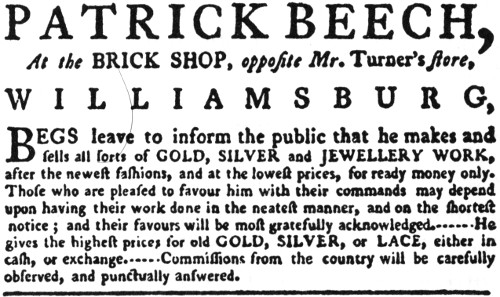 PATRICK BEECH,
At the BRICK SHOP, oppoſite Mr. Turner's ſtore,
WILLIAMSBURG,
BEGS leave to inform the public that he makes and
ſells all ſorts of GOLD, SILVER and JEWELLERY WORK,
after the neweſt faſhions, and at the loweſt prices, for ready money only.
Thoſe who are pleaſed to favour him with their commands may depend
upon having their work done in the neateſt manner, and on the ſhorteſt
notice; and their favours will be moſt gratefully acknowledged.------He
gives the higheſt prices for old GOLD, SILVER, or LACE, either in
caſh, or exchange.-----Commiſſions from the country will be carefully
obſerved, and punctually anſwered.